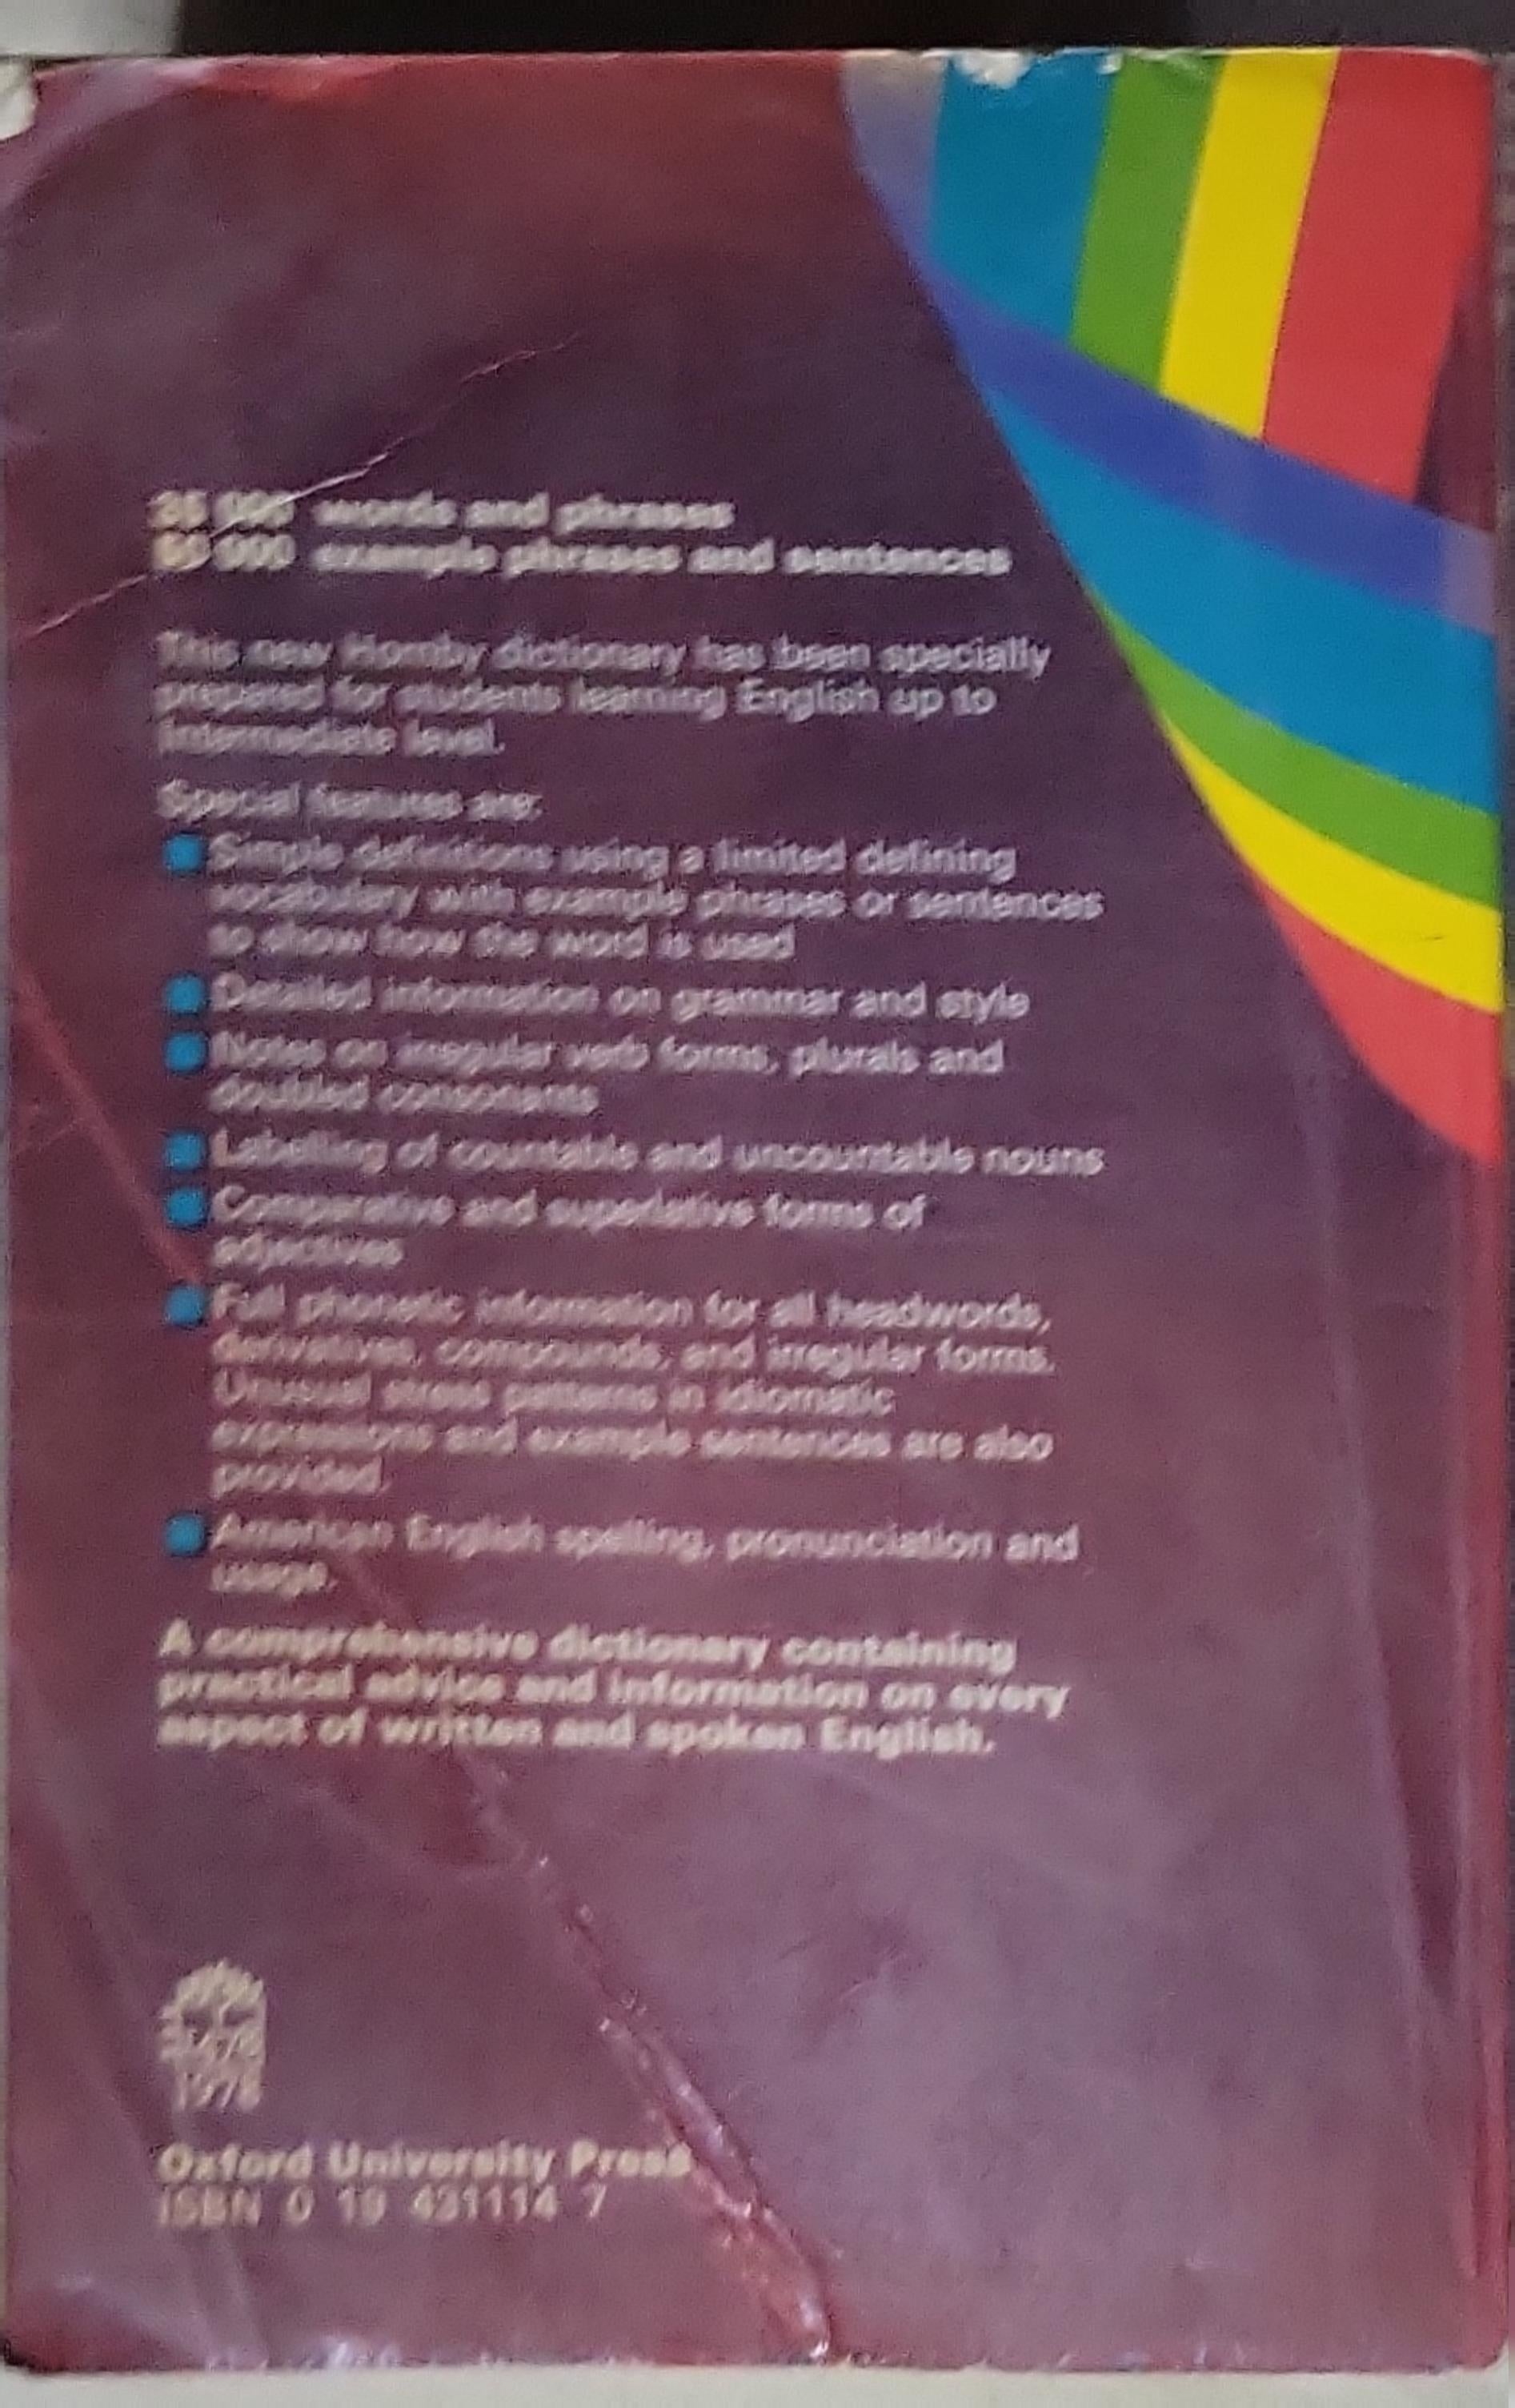 35 000 words and phrases
60 000 example phrases and sentences
This new Hornby dictionary has been specially
prepared for students learning English up to
Intermediate level.
Special features are:
Simple definitions using a limited defining
vocabulary with example phrases or sentences
to show how the word is used
Detailed information on grammar and style
Notes on irregular verb forms, plurals and
doubled consonants
Labelling of countable and uncountable nouns
Comparative and superlative forms of
adjectives
Full phonetic information for all headwords,
derivatives, compounds, and irregular forms.
Unusual stress patterns in idiomatic
expressions and example sentences are also
provided.
American English spelling, pronunciation and
usage.
A comprehensive dictionary containing
practical advice and information on every
aspect of written and spoken English.
1478
1978
Oxford University Press
ISBN 0 19 431114 7